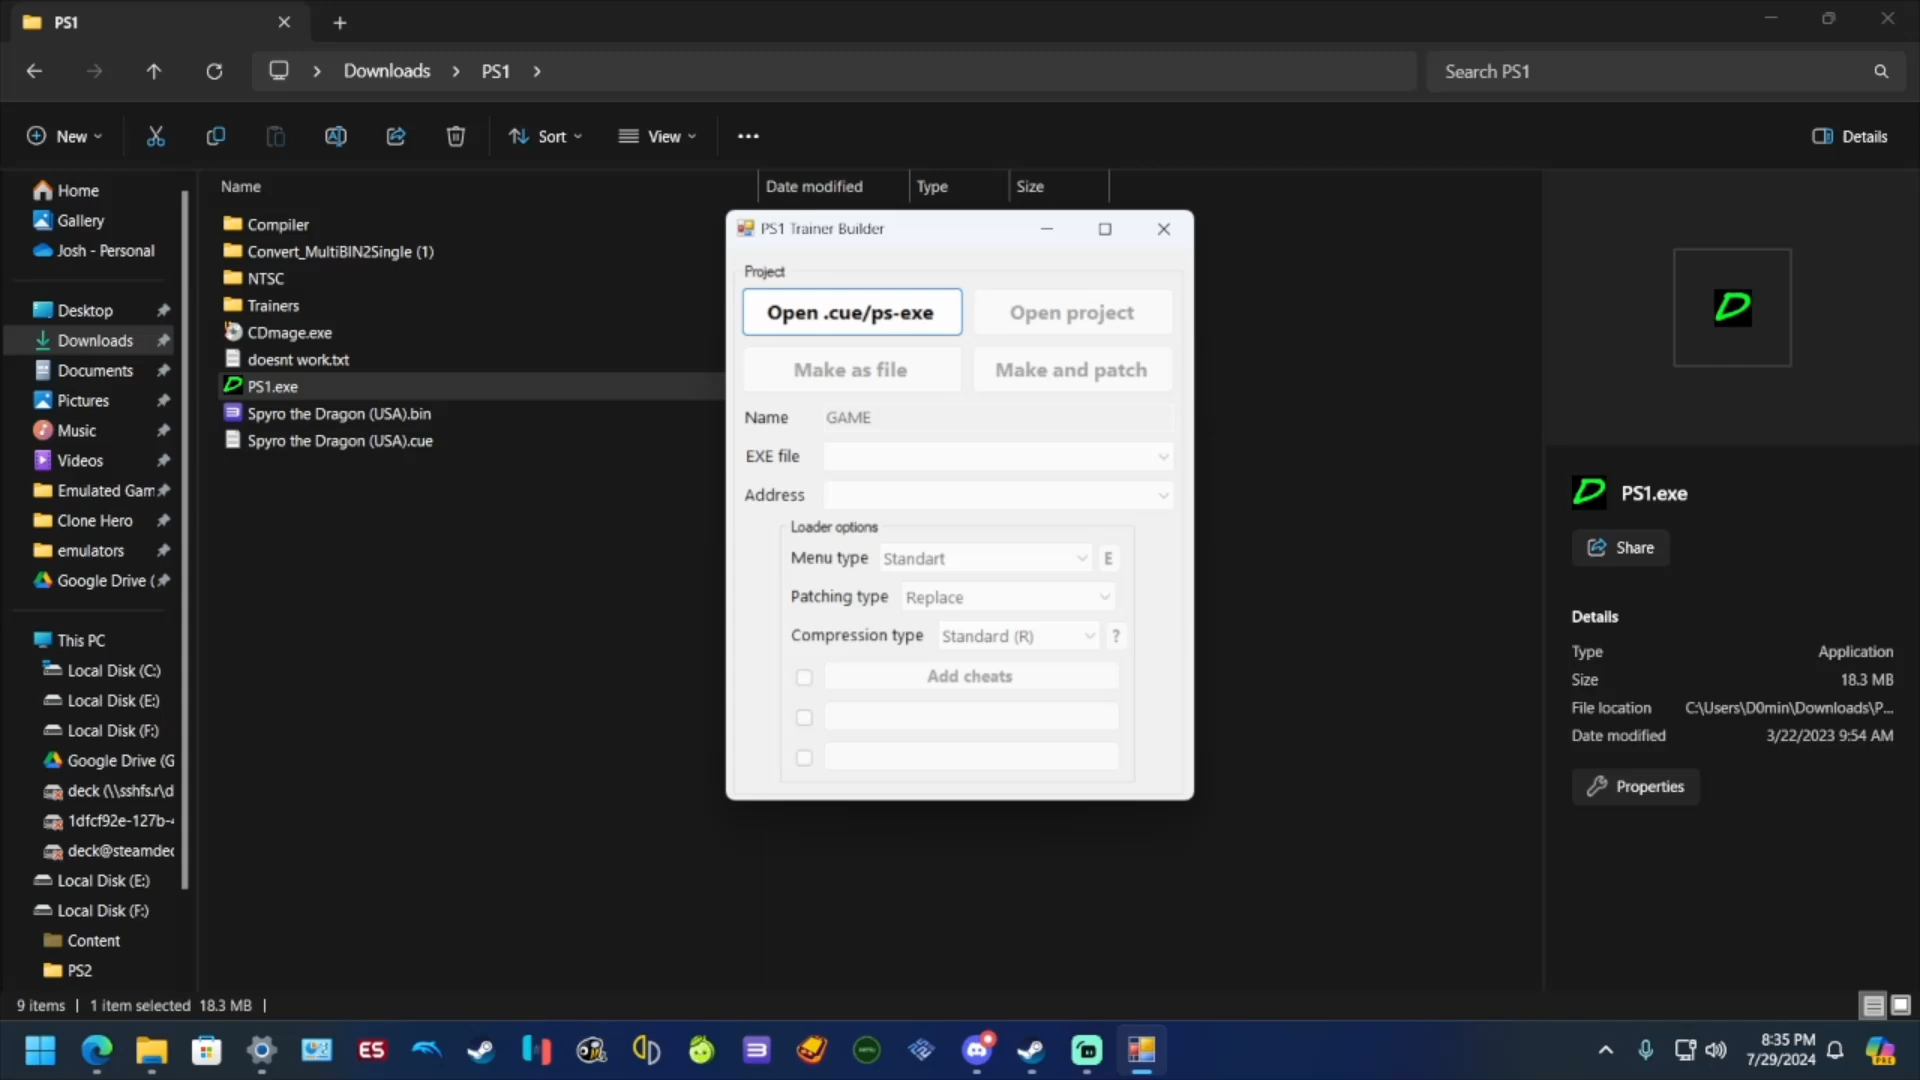 PS1
Downloads
PS1
Search PS1
New
Sort
View
Details
Home
Gallery
Josh - Personal
Desktop
Downloads
Documents
Pictures
Music
Videos
Emulated Gam
Clone Hero
emulators
Google Drive (
This PC
Local Disk (C:)
Local Disk (E:)
Local Disk (F:)
Google Drive (G
deck (\\sshfs.r\d
1dfcf92e-127b-4
deck@steamdec
Local Disk (E:)
Local Disk (F:)
Content
PS2
Name
Date modified
Type
Size
Compiler
Convert_MultiBIN2Single (1)
NTSC
Trainers
CDmage.exe
doesnt work.txt
PS1.exe
Spyro the Dragon (USA).bin
Spyro the Dragon (USA).cue
PS1 Trainer Builder
Project
Open .cue/ps-exe
Open project
Make as file
Make and patch
Name GAME
EXE file
Address
Loader options
Menu type Standart E
Patching type Replace
Compression type Standard (R) ?
Add cheats
PS1.exe
Share
Details
Type Application
Size 18.3 MB
File location C:\Users\D0min\Downloads\P...
Date modified 3/22/2023 9:54 AM
Properties
9 items | 1 item selected 18.3 MB |
ES
8:35 PM
7/29/2024
PRE